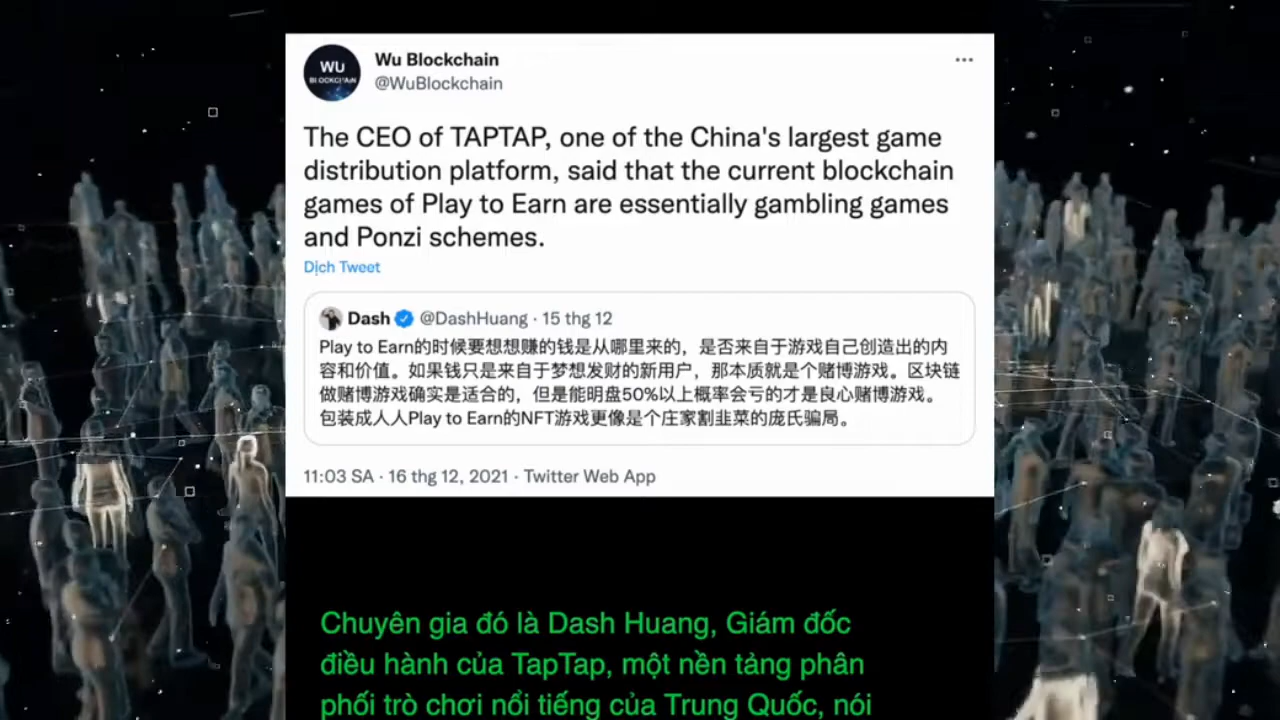 WU
BLOCKCHAIN
Wu Blockchain
@WuBlockchain
The CEO of TAPTAP, one of the China's largest game
distribution platform, said that the current blockchain
games of Play to Earn are essentially gambling games
and Ponzi schemes.
Dịch Tweet
Dash @DashHuang · 15 thg 12
Play to Earn的时候要想想赚的钱是从哪里来的，是否来自于游戏自己创造出的内
容和价值。如果钱只是来自于梦想发财的新用户，那本质就是个赌博游戏。区块链
做赌博游戏确实是适合的，但是能明盘50%以上概率会亏的才是良心赌博游戏。
包装成人人Play to Earn的NFT游戏更像是个庄家割韭菜的庞氏骗局。
11:03 SA · 16 thg 12, 2021 · Twitter Web App
Chuyên gia đó là Dash Huang, Giám đốc
điều hành của TapTap, một nền tảng phân
phối trò chơi nổi tiếng của Trung Quốc, nói